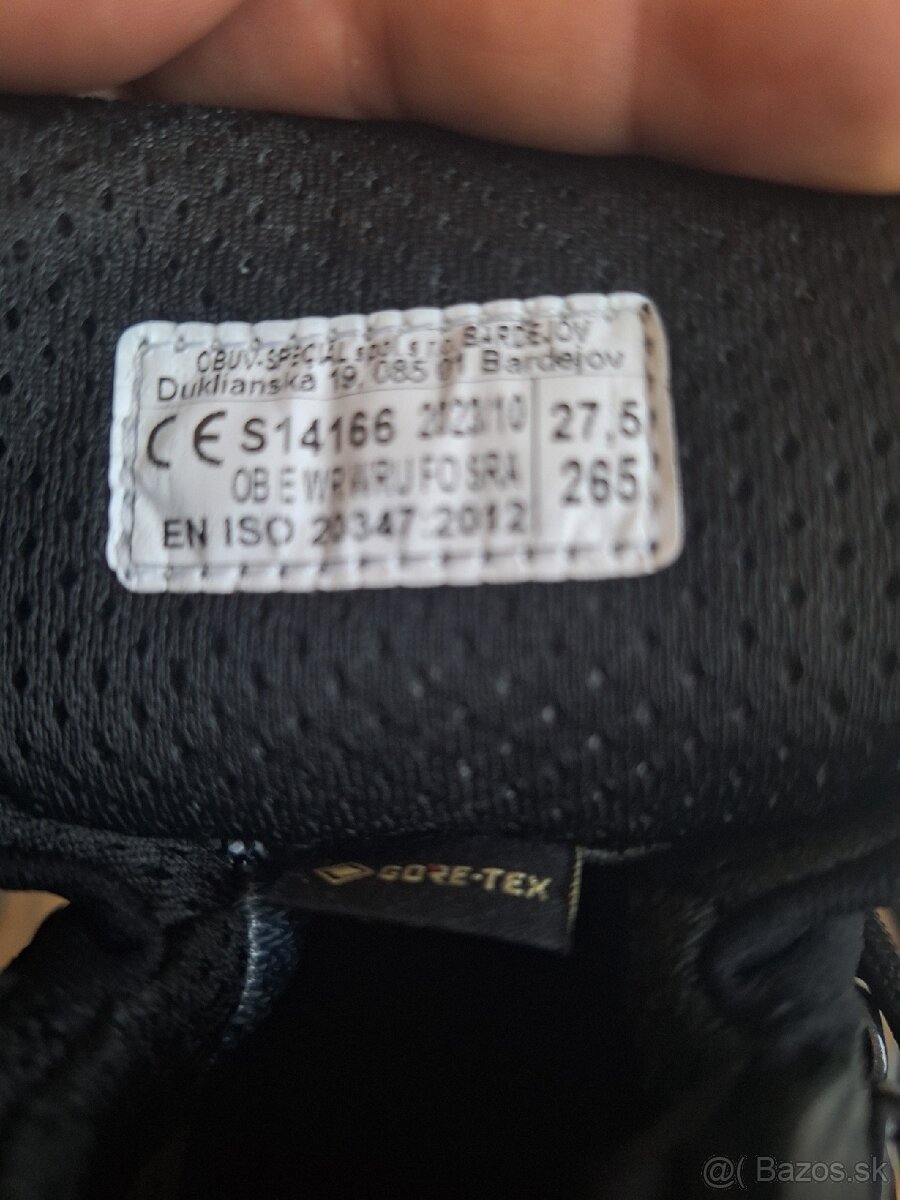 OBUV-SPECIAL spol. s r.o. BARDEJOV
Duklianska 19, 085 01 Bardejov
CE S14166 2023/10 27,5
OB E WR WRU FO SRA 265
EN ISO 20347:2012
GORE-TEX
@( Bazos.sk